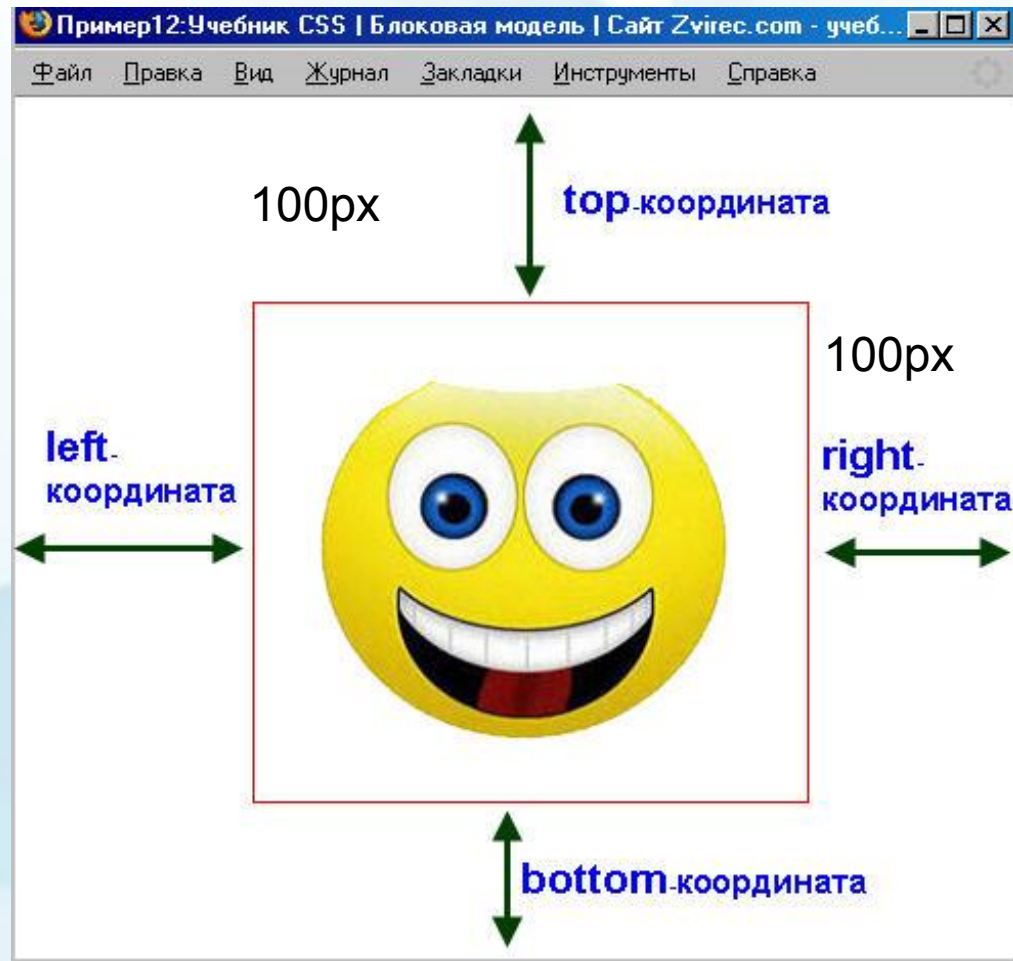 Пример12:Учебник CSS | Блоковая модель | Сайт Zvirec.com - учеб...
Файл Правка Вид Журнал Закладки Инструменты Справка
100px
top-координата
100px
left-
координата
right-
координата
bottom-координата